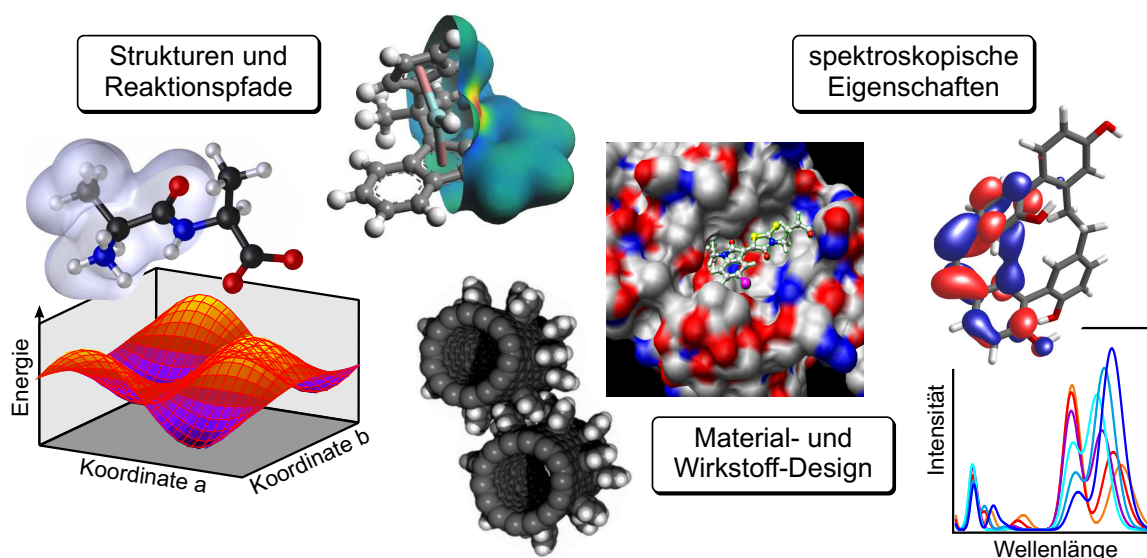 Strukturen und
Reaktionspfade
spektroskopische
Eigenschaften
Energie
Koordinate a
Koordinate b
Material- und
Wirkstoff-Design
Intensität
Wellenlänge